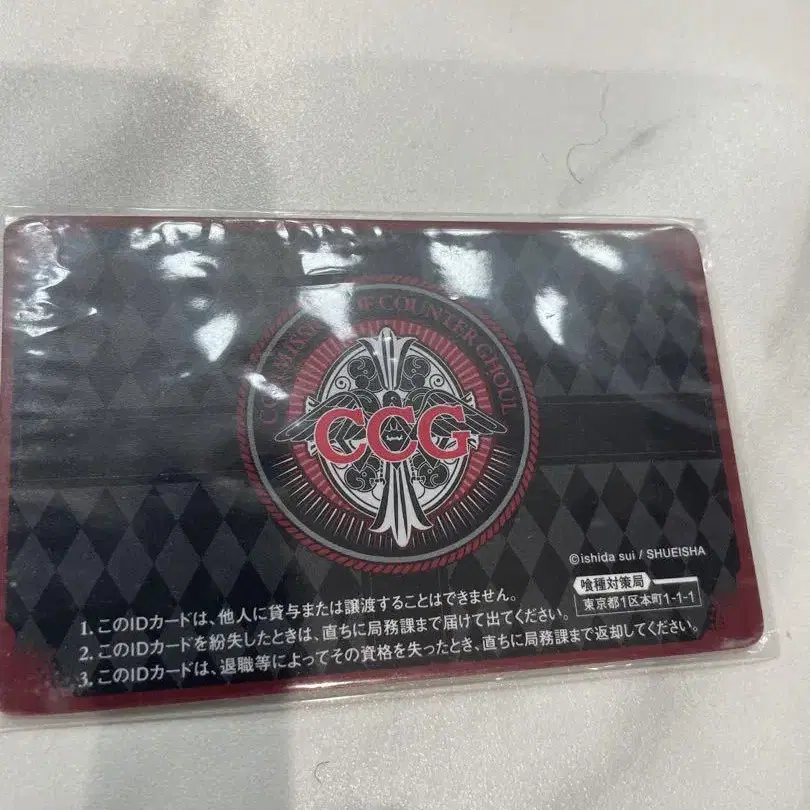 COMMISSION OF COUNTER GHOUL
CCG
©ishida sui / SHUEISHA
喰種対策局
東京都1区本町1-1-1
1. このIDカードは、他人に貸与または譲渡することはできません。
2. このIDカードを紛失したときは、直ちに局務課まで届けて出てください。
3. このIDカードは、退職等によってその資格を失ったとき、直ちに局務課まで返却してください。